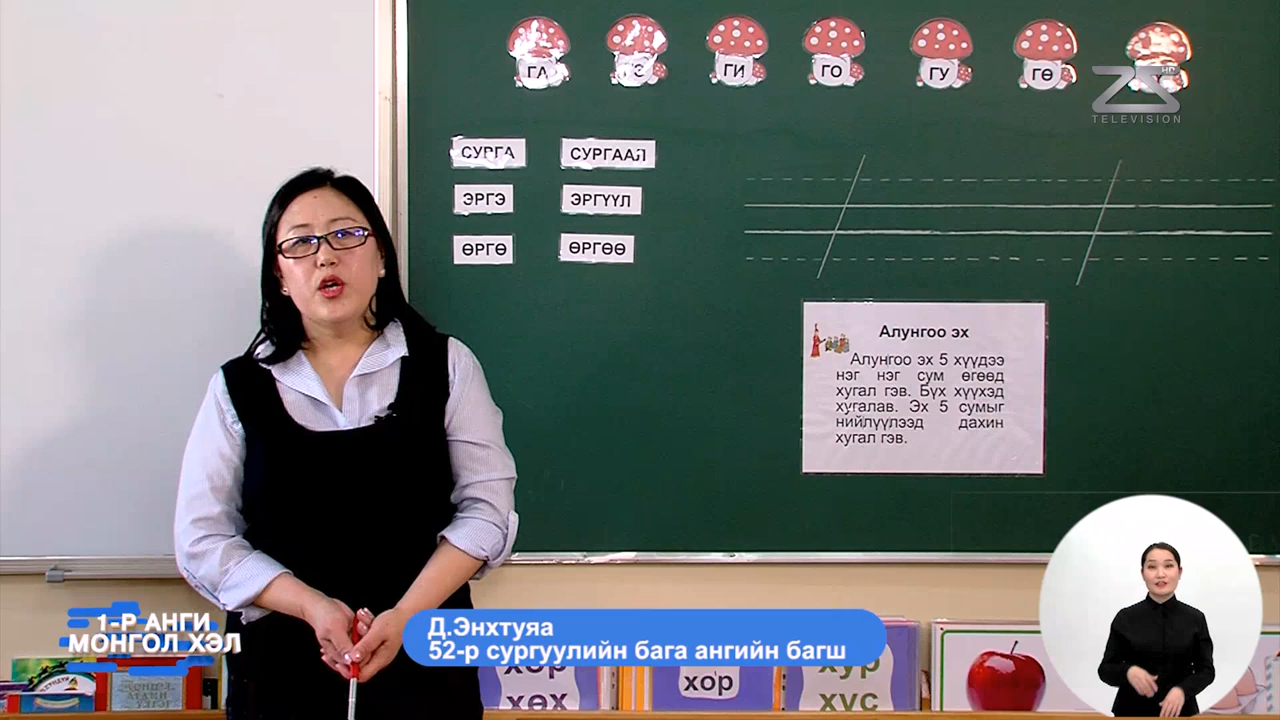 ГА
ГИ
ГО
ГУ
ГӨ
HD
TELEVISION
СУРГА СУРГААЛ
ЭРГЭ ЭРГҮҮЛ
ӨРГӨ ӨРГӨӨ
Алунгоо эх
Алунгоо эх 5 хүүдээ
нэг нэг сум өгөөд
хугал гэв. Бүх хүүхэд
хугалав. Эх 5 сумыг
нийлүүлээд дахин
хугал гэв.
1-Р АНГИ
МОНГОЛ ХЭЛ
Д.Энхтуяа
52-р сургуулийн бага ангийн багш
хор
хөх
хор
хур
хус